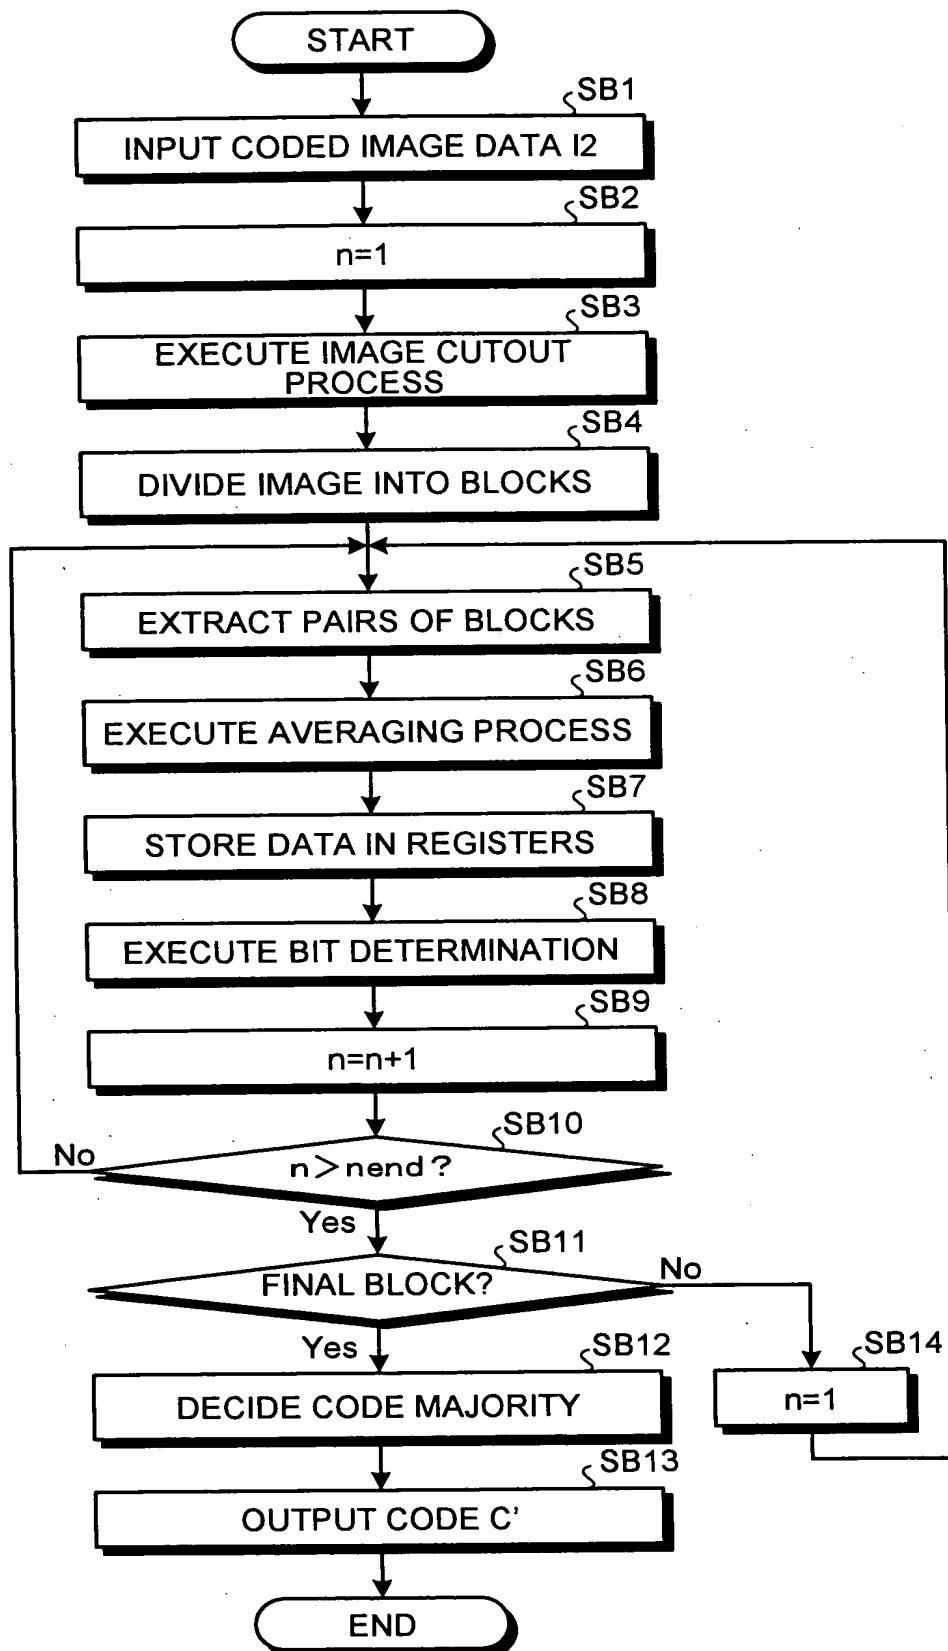 START
SB1
INPUT CODED IMAGE DATA I2
SB2
n=1
SB3
EXECUTE IMAGE CUTOUT
PROCESS
SB4
DIVIDE IMAGE INTO BLOCKS
SB5
EXTRACT PAIRS OF BLOCKS
SB6
EXECUTE AVERAGING PROCESS
SB7
STORE DATA IN REGISTERS
SB8
EXECUTE BIT DETERMINATION
SB9
n=n+1
SB10
No
n>nend?
Yes
SB11
FINAL BLOCK?
No
Yes
SB12
DECIDE CODE MAJORITY
SB14
n=1
SB13
OUTPUT CODE C'
END